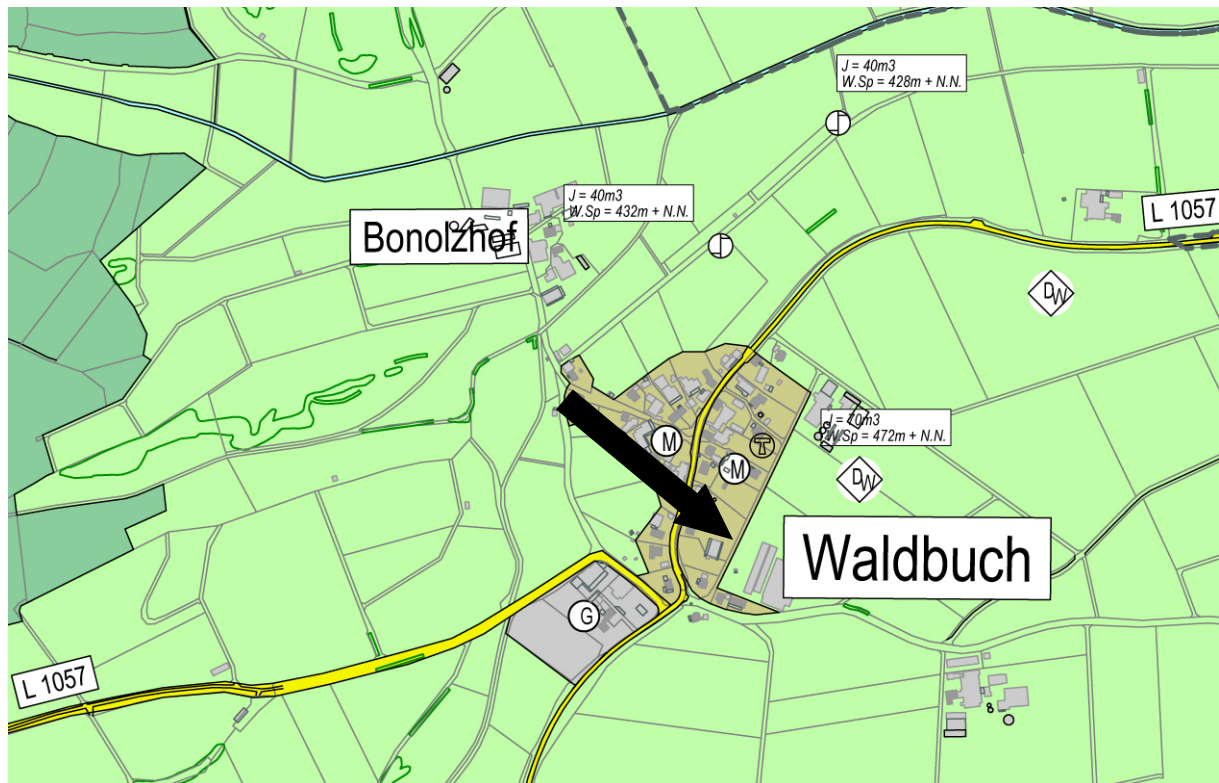 J = 40m3
W.Sp = 428m + N.N.
J = 40m3
W.Sp = 432m + N.N.
L 1057
Bonolzhof
DW
J = 70m3
W.Sp = 472m + N.N.
M
M
DW
Waldbuch
G
L 1057